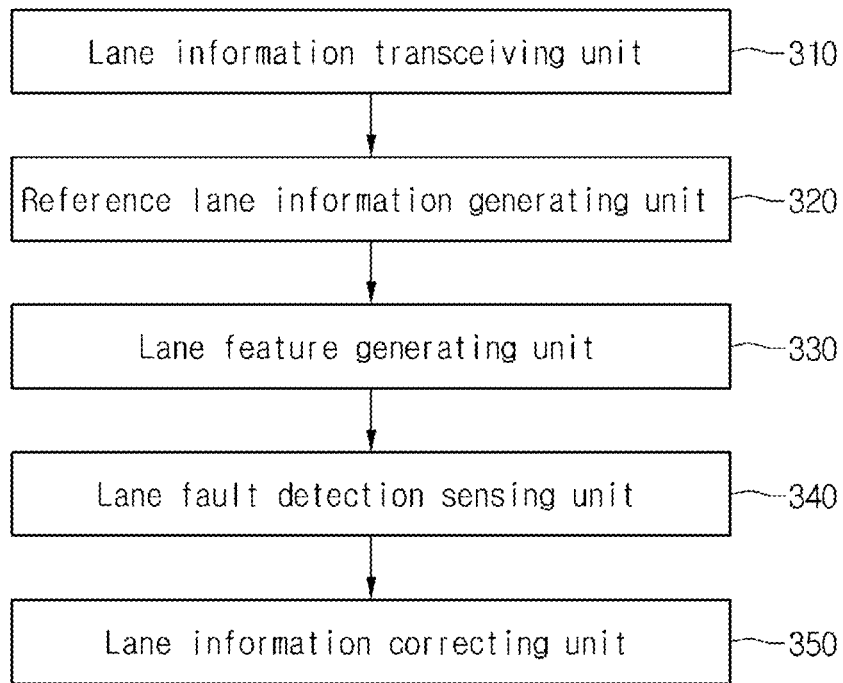 Lane information transceiving unit 310
Reference lane information generating unit 320
Lane feature generating unit 330
Lane fault detection sensing unit 340
Lane information correcting unit 350